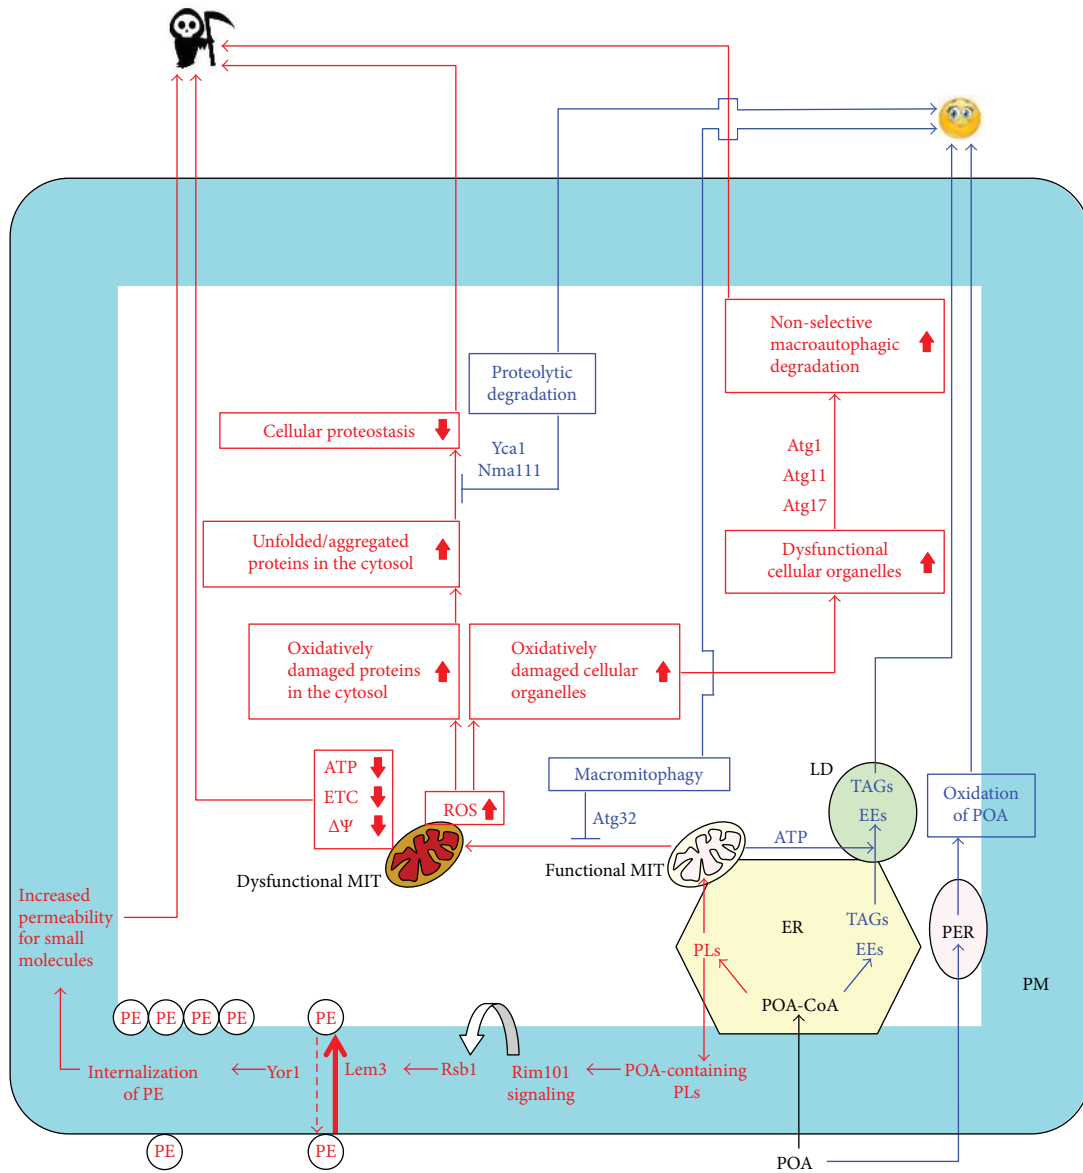 Non-selective
macroautophagic
degradation
Proteolytic
degradation
Cellular proteostasis
Yca1
Nma111
Atg1
Atg11
Atg17
Unfolded/aggregated
proteins in the cytosol
Dysfunctional
cellular organelles
Oxidatively
damaged proteins
in the cytosol
Oxidatively
damaged cellular
organelles
ATP
ETC
ΔΨ
ROS
Macromitophagy
Atg32
LD
TAGs
EEs
Oxidation
of POA
ATP
Dysfunctional MIT
Functional MIT
Increased
permeability
for small
molecules
ER
TAGs
EEs
PLs
POA-CoA
PER
PM
PE
PE
PE
PE
PE
Internalization
of PE
Yor1
Lem3
Rsb1
Rim101
signaling
POA-containing
PLs
PE
PE
POA